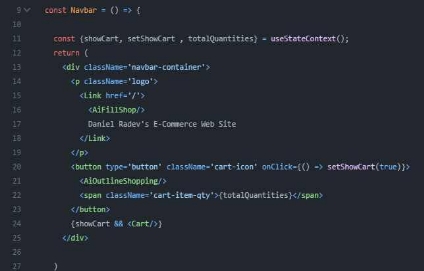 9 const Navbar = () => {
10
11 const {showCart, setShowCart , totalQuantities} = useStateContext();
12 return (
13 <div className='navbar-container'>
14 <p className='logo'>
15 <Link href='/'>
16 <AiFillShop/>
17 Daniel Radev's E-Commerce Web Site
18 </Link>
19 </p>
20 <button type='button' className='cart-icon' onClick={() => setShowCart(true)}>
21 <AiOutlineShopping/>
22 <span className='cart-item-qty'>{totalQuantities}</span>
23 </button>
24 {showCart && <Cart/>}
25 </div>
26
27 )